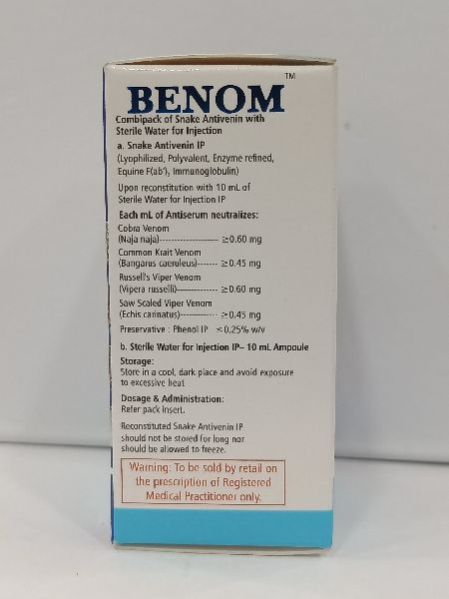 BENOM™
Combipack of Snake Antivenin with
Sterile Water for Injection
a. Snake Antivenin IP
(Lyophilized, Polyvalent, Enzyme refined,
Equine F(ab'), Immunoglobulin)
Upon reconstitution with 10 mL of
Sterile Water for Injection IP
Each mL of Antiserum neutralizes:
Cobra Venom
(Naja naja)-------------------- ≥0.60 mg
Common Krait Venom
(Bangarus caeruleus)------- ≥0.45 mg
Russell's Viper Venom
(Vipera russelli)-------------- ≥0.60 mg
Saw Scaled Viper Venom
(Echis carinatus)------------- ≥0.45 mg
Preservative : Phenol IP ≤0.25% w/v
b. Sterile Water for Injection IP– 10 mL Ampoule
Storage:
Store in a cool, dark place and avoid exposure
to excessive heat
Dosage & Administration:
Refer pack insert.
Reconstituted Snake Antivenin IP
should not be stored for long nor
should be allowed to freeze.
Warning: To be sold by retail on
the prescription of Registered
Medical Practitioner only.